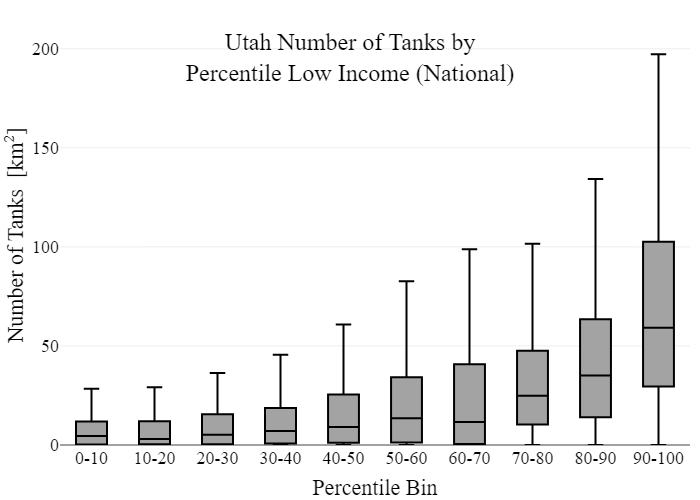 Utah Number of Tanks by
Percentile Low Income (National)
Number of Tanks [km²]
200
150
100
50
0
0-10 10-20 20-30 30-40 40-50 50-60 60-70 70-80 80-90 90-100
Percentile Bin